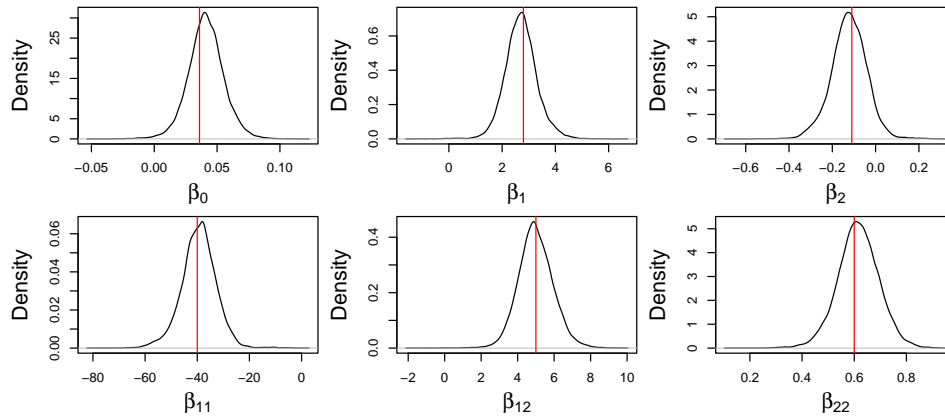 Density
0 5 15 25
-0.05 0.00 0.05 0.10
β0
Density
0.0 0.2 0.4 0.6
0 2 4 6
β1
Density
0 1 2 3 4 5
-0.6 -0.4 -0.2 0.0 0.2
β2
Density
0.00 0.02 0.04 0.06
-80 -60 -40 -20 0
β11
Density
0.0 0.2 0.4
-2 0 2 4 6 8 10
β12
Density
0 1 2 3 4 5
0.2 0.4 0.6 0.8
β22